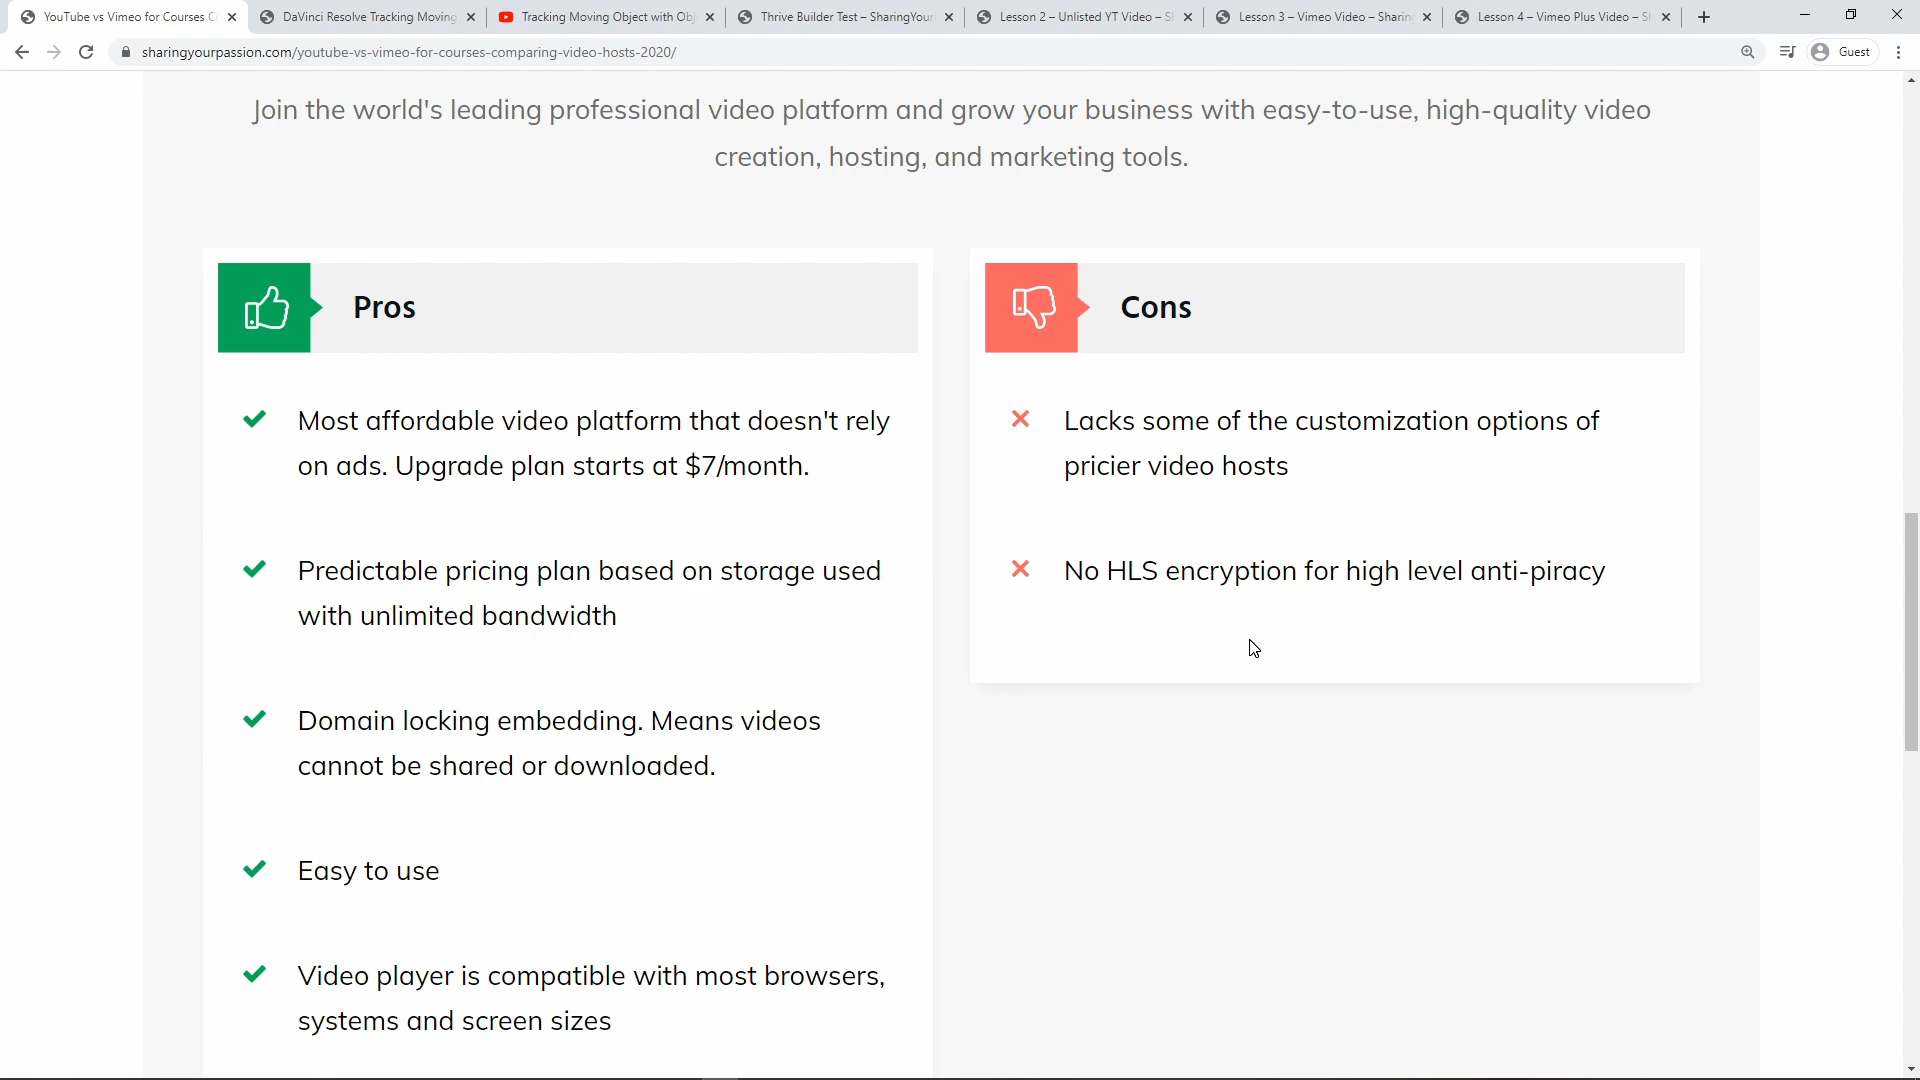 YouTube vs Vimeo for Courses C
DaVinci Resolve Tracking Moving
Tracking Moving Object with Obj
Thrive Builder Test – SharingYour
Lesson 2 – Unlisted YT Video – S
Lesson 3 – Vimeo Video – Sharin
Lesson 4 – Vimeo Plus Video – S
sharingyourpassion.com/youtube-vs-vimeo-for-courses-comparing-video-hosts-2020/
Guest
Join the world's leading professional video platform and grow your business with easy-to-use, high-quality video
creation, hosting, and marketing tools.
Pros
Most affordable video platform that doesn't rely
on ads. Upgrade plan starts at $7/month.
Predictable pricing plan based on storage used
with unlimited bandwidth
Domain locking embedding. Means videos
cannot be shared or downloaded.
Easy to use
Video player is compatible with most browsers,
systems and screen sizes
Cons
Lacks some of the customization options of
pricier video hosts
No HLS encryption for high level anti-piracy